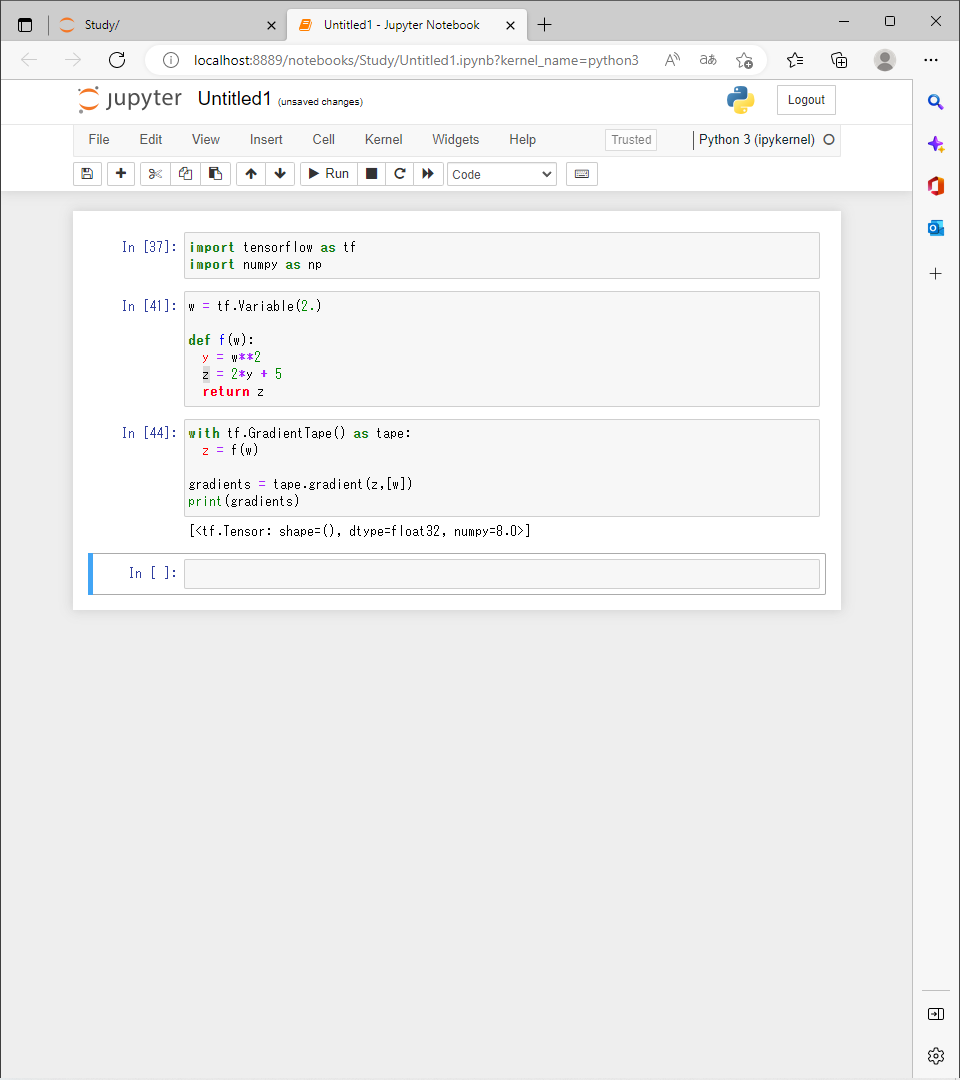 Study/
Untitled1 - Jupyter Notebook
localhost:8889/notebooks/Study/Untitled1.ipynb?kernel_name=python3
jupyter Untitled1 (unsaved changes)
Logout
File Edit View Insert Cell Kernel Widgets Help Trusted Python 3 (ipykernel)
Run Code
In [37]: import tensorflow as tf
import numpy as np
In [41]: w = tf.Variable(2.)
def f(w):
  y = w**2
  z = 2*y + 5
  return z
In [44]: with tf.GradientTape() as tape:
  z = f(w)
gradients = tape.gradient(z,[w])
print(gradients)
[<tf.Tensor: shape=(), dtype=float32, numpy=8.0>]
In [ ]: